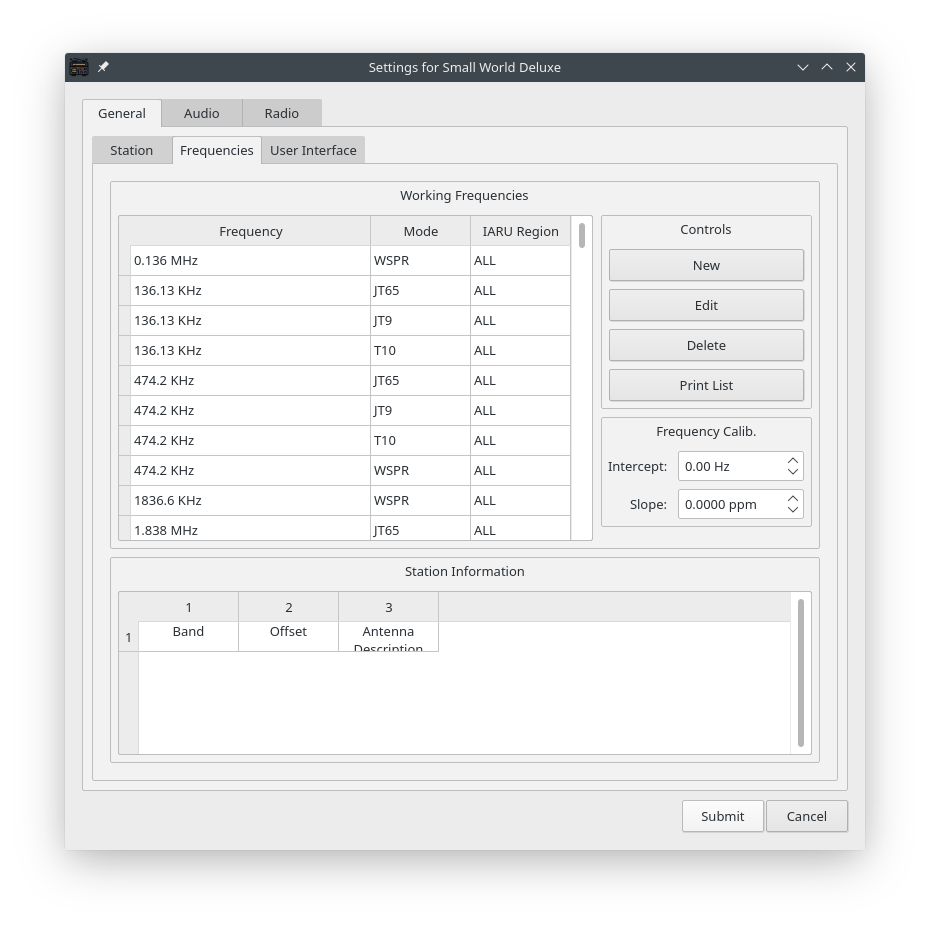 Settings for Small World Deluxe
General Audio Radio
Station Frequencies User Interface
Working Frequencies
Frequency Mode IARU Region
0.136 MHz WSPR ALL
136.13 KHz JT65 ALL
136.13 KHz JT9 ALL
136.13 KHz T10 ALL
474.2 KHz JT65 ALL
474.2 KHz JT9 ALL
474.2 KHz T10 ALL
474.2 KHz WSPR ALL
1836.6 KHz WSPR ALL
1.838 MHz JT65 ALL
Controls
New
Edit
Delete
Print List
Frequency Calib.
Intercept: 0.00 Hz
Slope: 0.0000 ppm
Station Information
1 2 3
1 Band Offset Antenna
Description
Submit Cancel